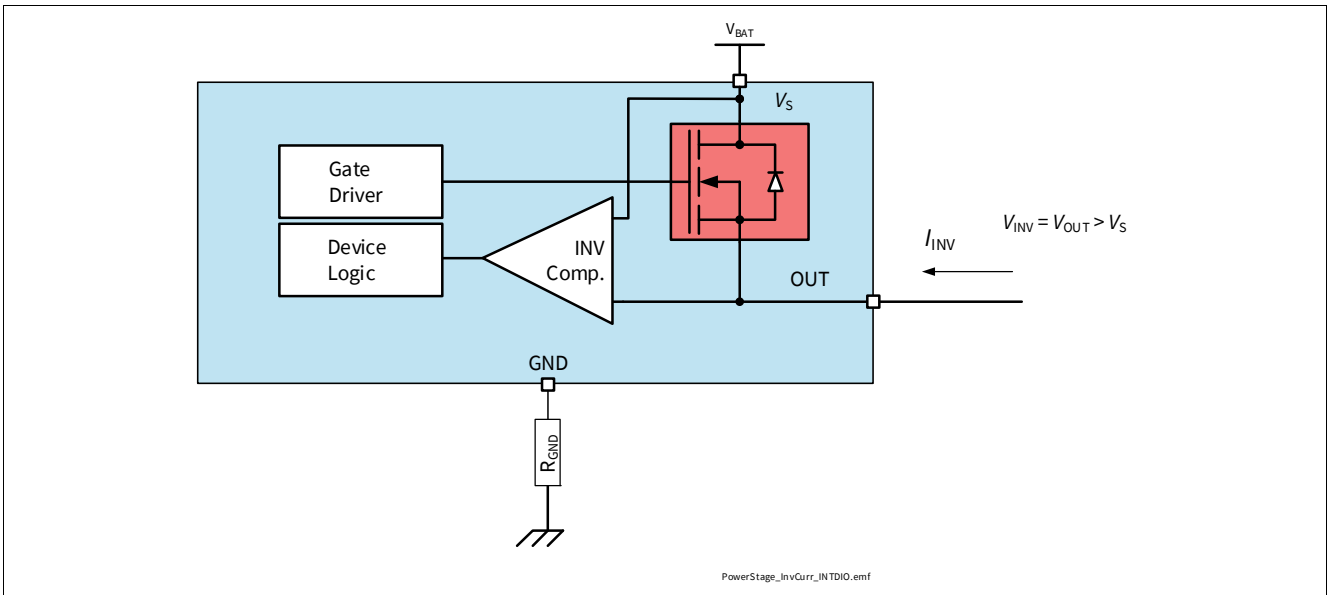 VBAT
VS
Gate
Driver
Device
Logic
INV
Comp.
OUT
IINV
VINV = VOUT > VS
GND
RGND
PowerStage_InvCurr_INTDIO.emf